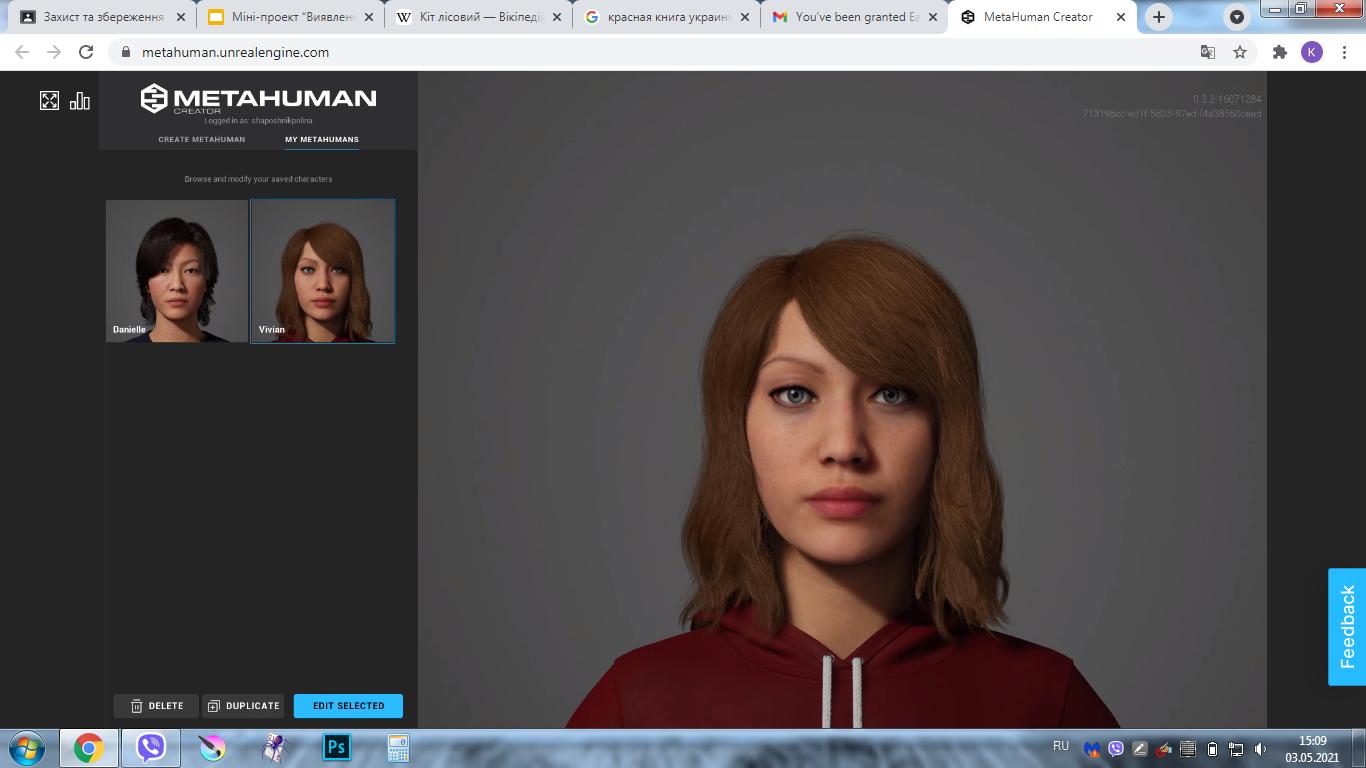 Захист та збереження
Міні-проект "Виявлен
Кіт лісовий — Вікіпеді
красная книга украинь
You've been granted Ea
MetaHuman Creator
metahuman.unrealengine.com
K
METAHUMAN
CREATOR
Logged in as: shaposhnikpolina
CREATE METAHUMAN
MY METAHUMANS
Browse and modify your saved characters
Danielle
Vivian
DELETE
DUPLICATE
EDIT SELECTED
0.3.2-16071284
713196cc-ed1f-5d25-87ed-f4a38560cead
Feedback
Ps
RU
15:09
03.05.2021